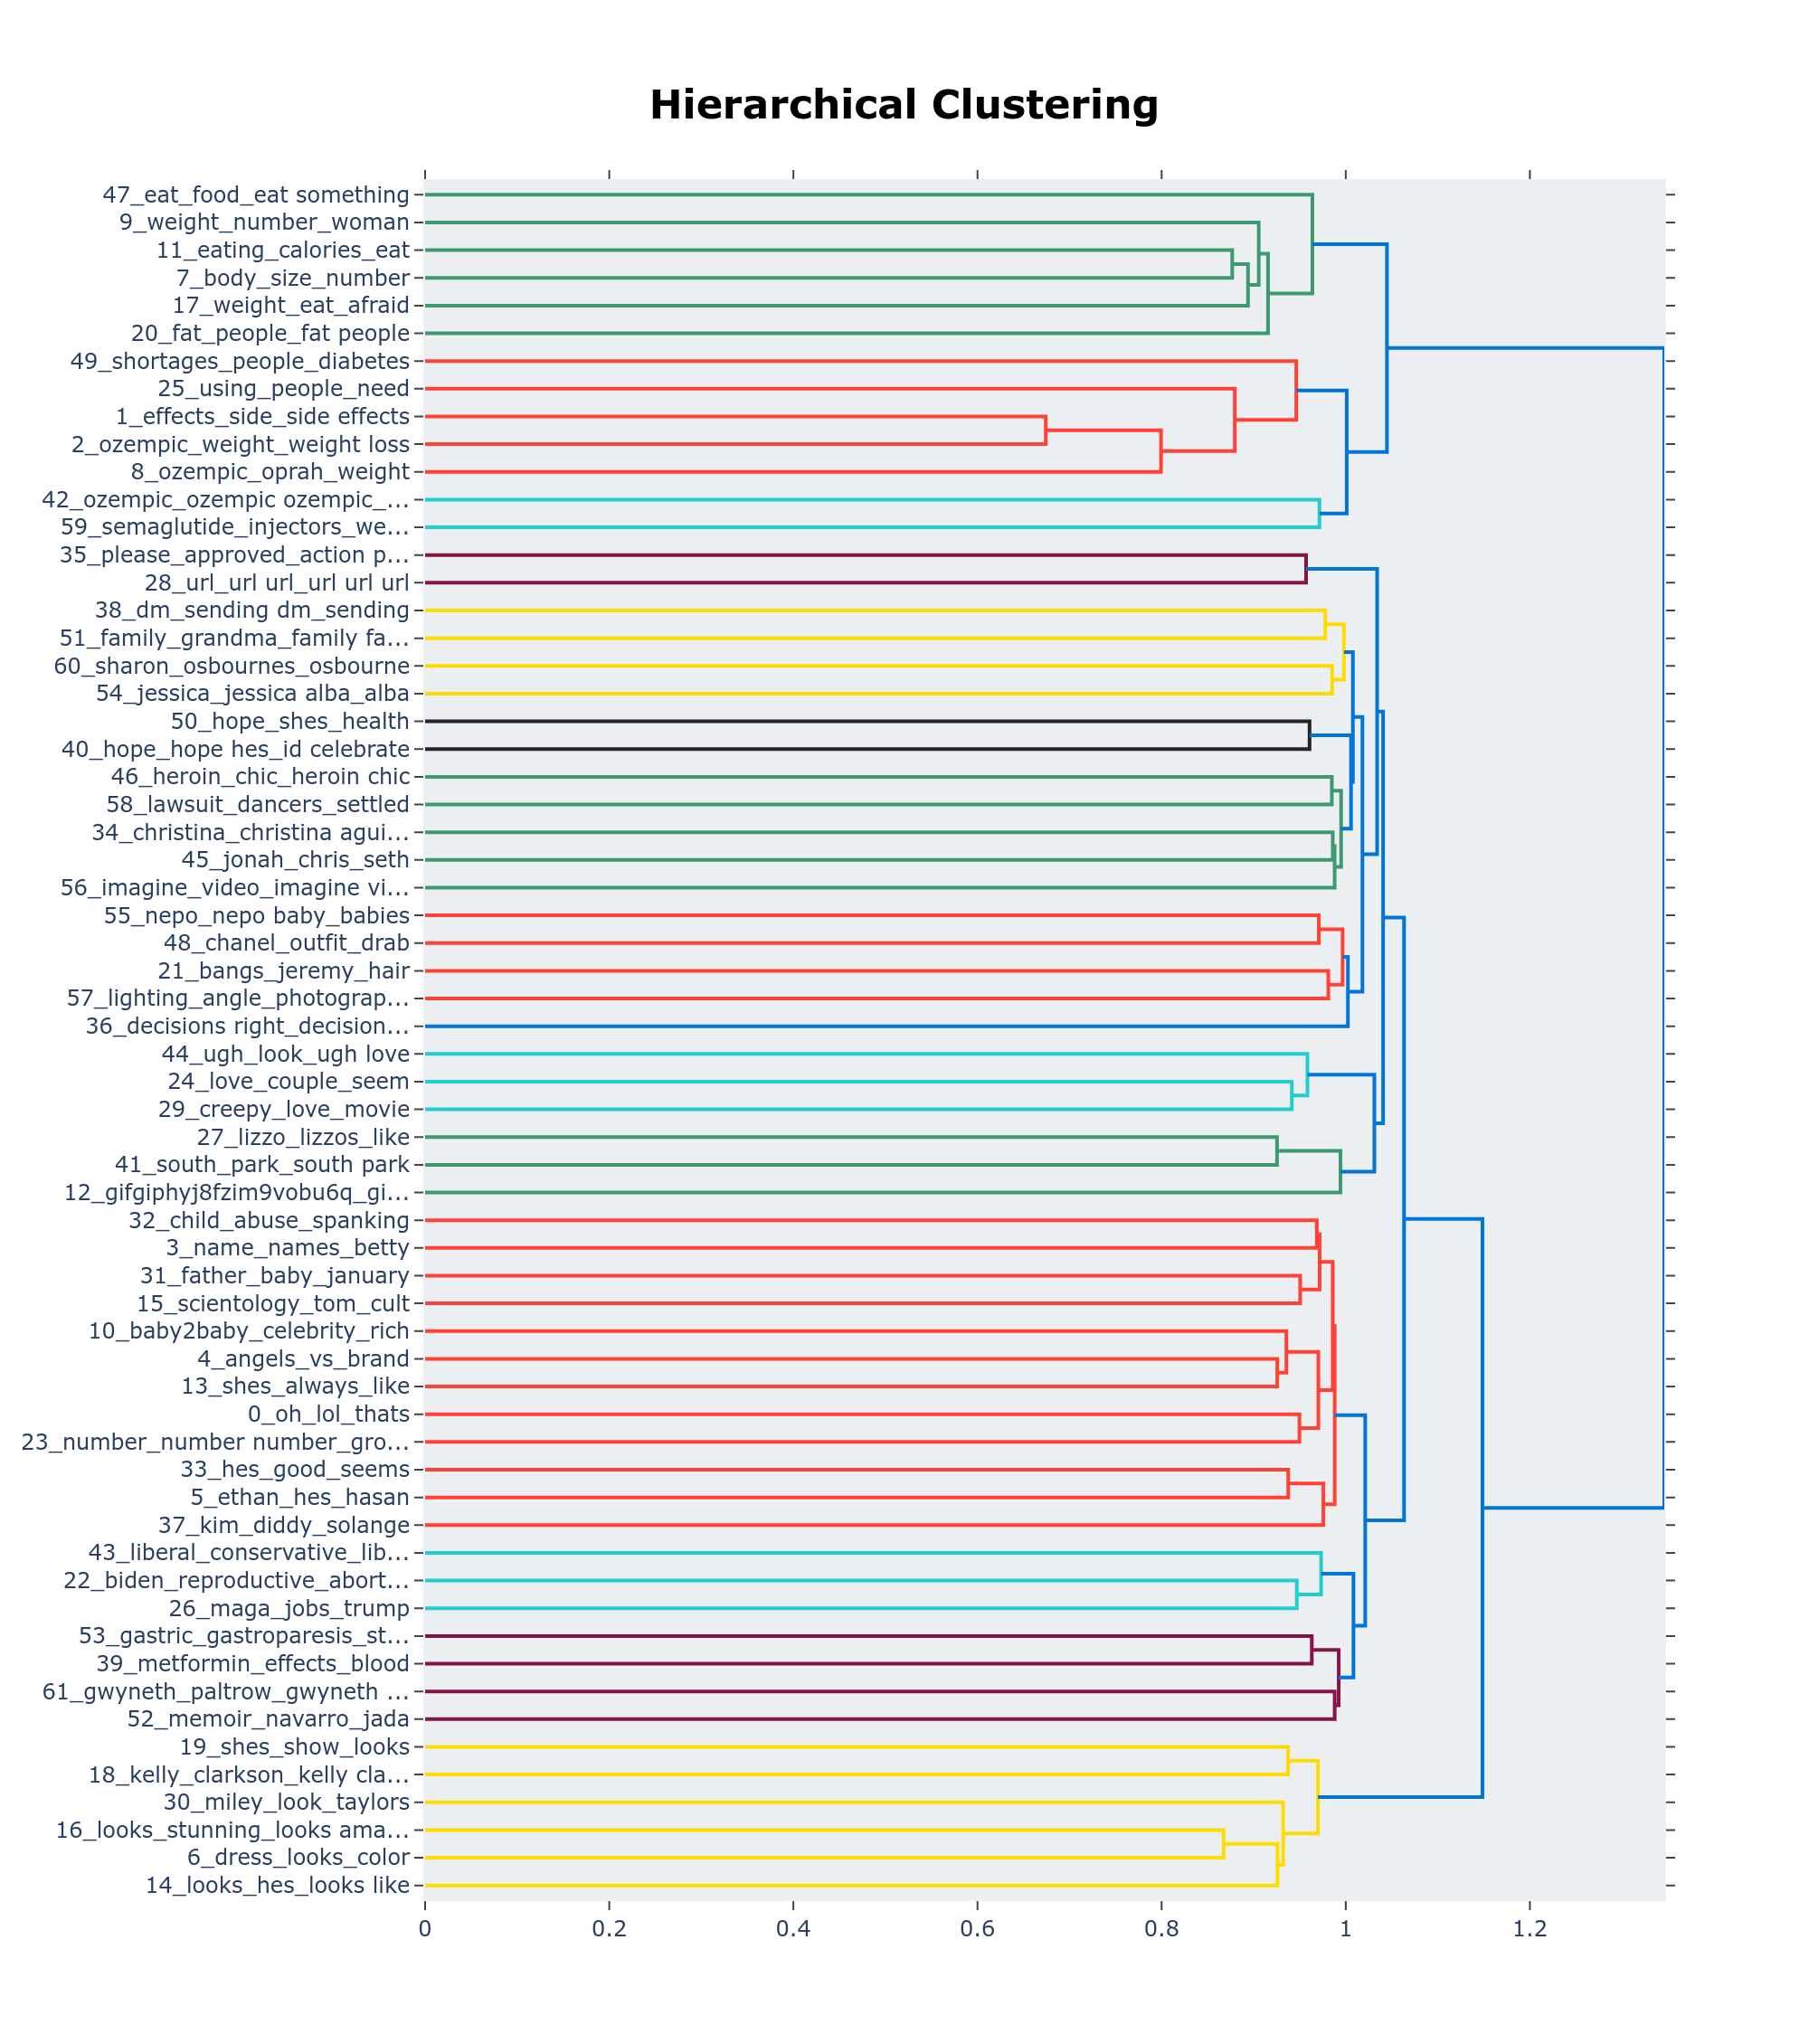 Hierarchical Clustering
47_eat_food_eat something
9_weight_number_woman
11_eating_calories_eat
7_body_size_number
17_weight_eat_afraid
20_fat_people_fat people
49_shortages_people_diabetes
25_using_people_need
1_effects_side_side effects
2_ozempic_weight_weight loss
8_ozempic_oprah_weight
42_ozempic_ozempic ozempic_...
59_semaglutide_injectors_we...
35_please_approved_action p...
28_url_url url_url url url
38_dm_sending dm_sending
51_family_grandma_family fa...
60_sharon_osbournes_osbourne
54_jessica_jessica alba_alba
50_hope_shes_health
40_hope_hope hes_id celebrate
46_heroin_chic_heroin chic
58_lawsuit_dancers_settled
34_christina_christina agui...
45_jonah_chris_seth
56_imagine_video_imagine vi...
55_nepo_nepo baby_babies
48_chanel_outfit_drab
21_bangs_jeremy_hair
57_lighting_angle_photograp...
36_decisions right_decision...
44_ugh_look_ugh love
24_love_couple_seem
29_creepy_love_movie
27_lizzo_lizzos_like
41_south_park_south park
12_gifgiphyj8fzim9vobu6q_gi...
32_child_abuse_spanking
3_name_names_betty
31_father_baby_january
15_scientology_tom_cult
10_baby2baby_celebrity_rich
4_angels_vs_brand
13_shes_always_like
0_oh_lol_thats
23_number_number number_gro...
33_hes_good_seems
5_ethan_hes_hasan
37_kim_diddy_solange
43_liberal_conservative_lib...
22_biden_reproductive_abort...
26_maga_jobs_trump
53_gastric_gastroparesis_st...
39_metformin_effects_blood
61_gwyneth_paltrow_gwyneth ...
52_memoir_navarro_jada
19_shes_show_looks
18_kelly_clarkson_kelly cla...
30_miley_look_taylors
16_looks_stunning_looks ama...
6_dress_looks_color
14_looks_hes_looks like
0 0.2 0.4 0.6 0.8 1 1.2